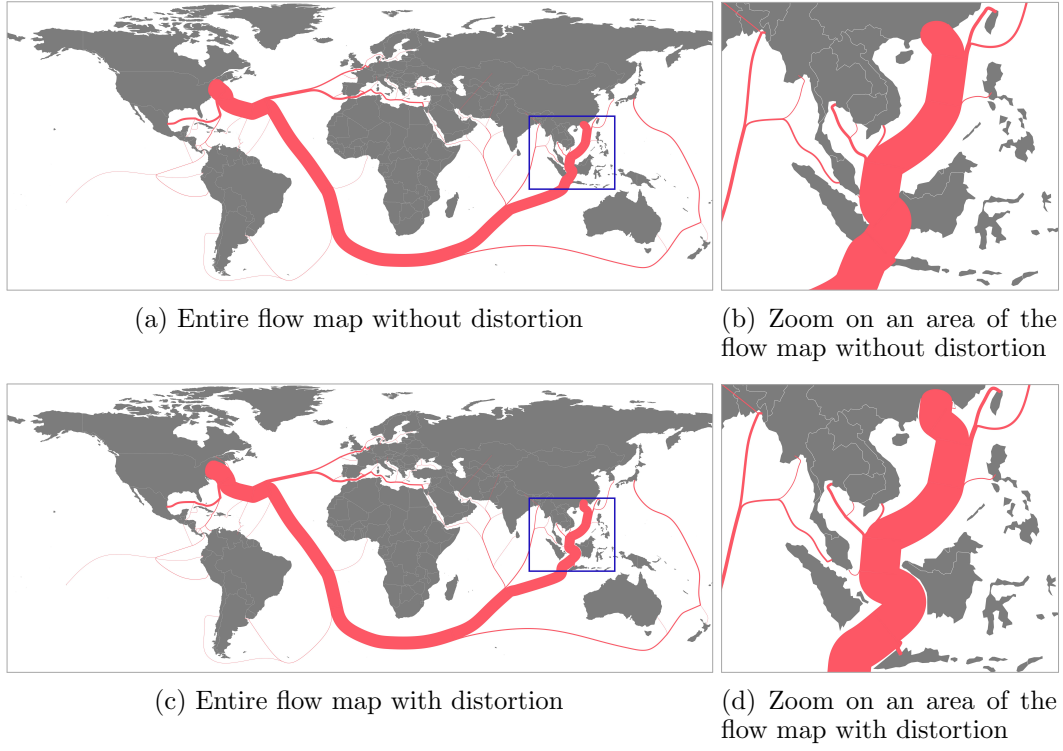 (a) Entire flow map without distortion
(b) Zoom on an area of the
flow map without distortion
(c) Entire flow map with distortion
(d) Zoom on an area of the
flow map with distortion